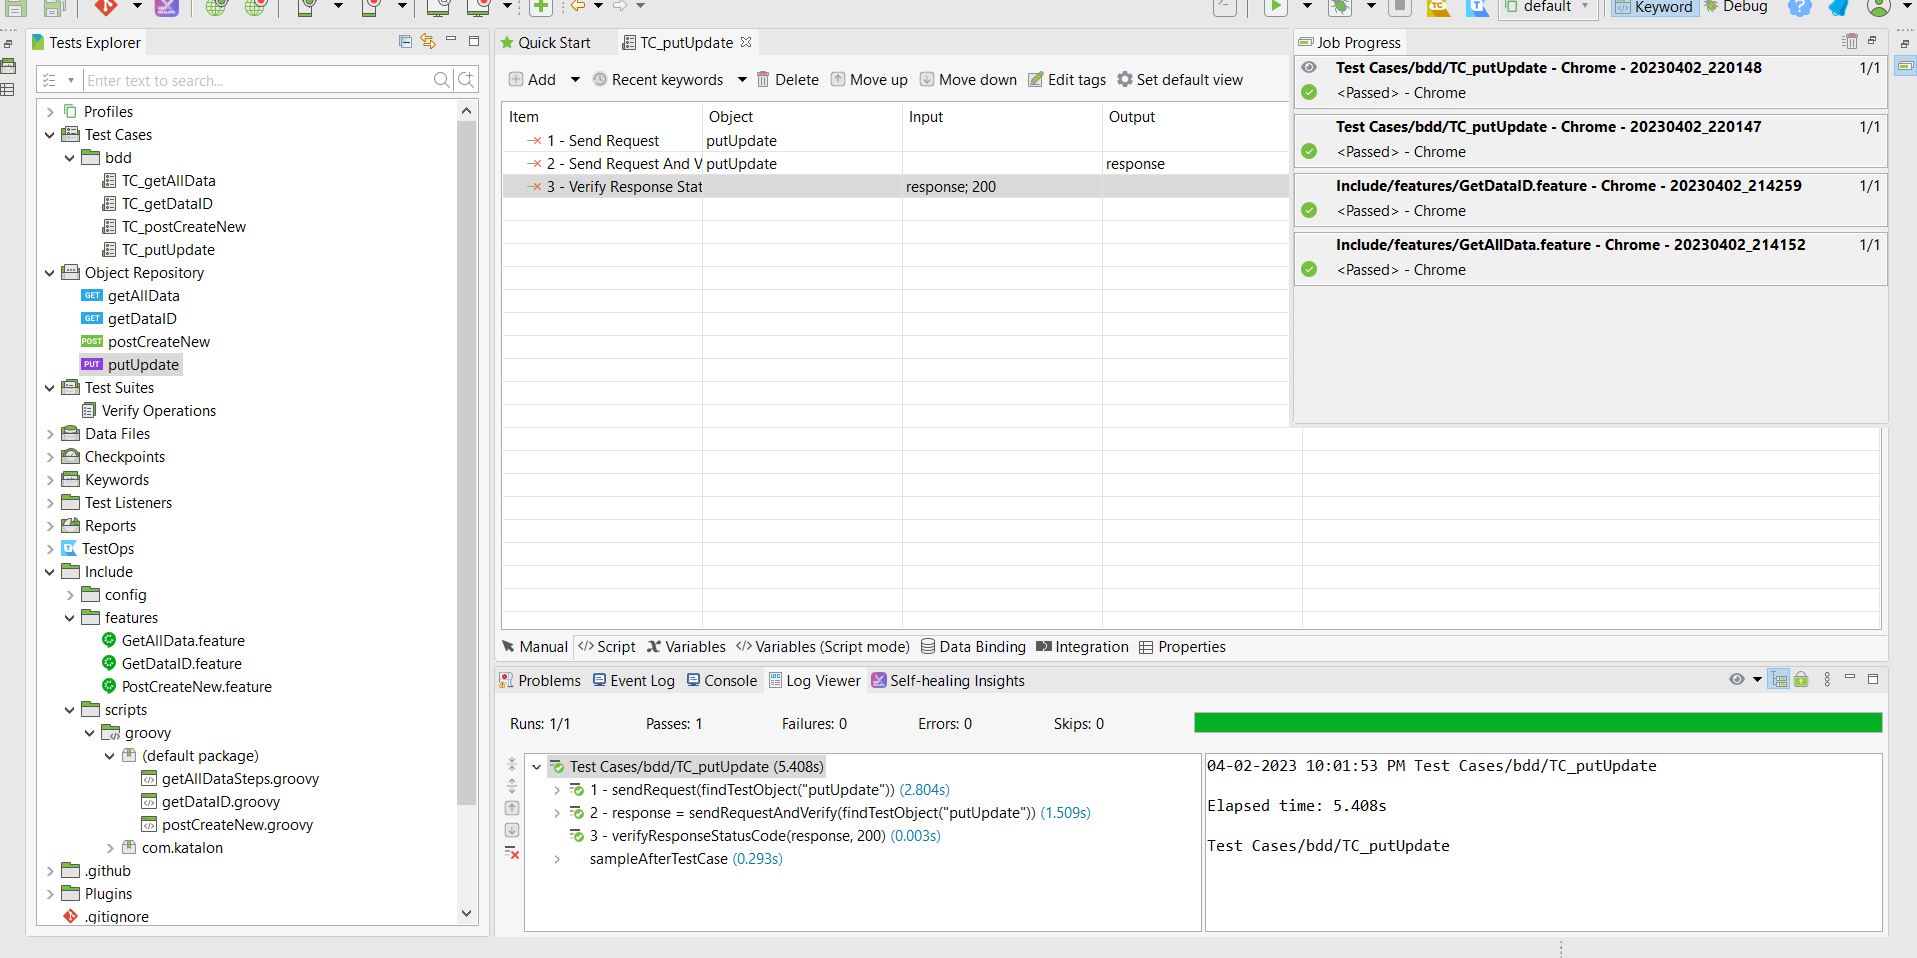 default
Keyword
Debug
Tests Explorer
Enter text to search...
Profiles
Test Cases
bdd
TC_getAllData
TC_getDataID
TC_postCreateNew
TC_putUpdate
Object Repository
GET getAllData
GET getDataID
POST postCreateNew
PUT putUpdate
Test Suites
Verify Operations
Data Files
Checkpoints
Keywords
Test Listeners
Reports
TestOps
Include
config
features
GetAllData.feature
GetDataID.feature
PostCreateNew.feature
scripts
groovy
(default package)
getAllDataSteps.groovy
getDataID.groovy
postCreateNew.groovy
com.katalon
.github
Plugins
.gitignore
Quick Start TC_putUpdate
Add Recent keywords Delete Move up Move down Edit tags Set default view
Item Object Input Output
1 - Send Request putUpdate
2 - Send Request And V putUpdate response
3 - Verify Response Stat response; 200
Manual Script Variables Variables (Script mode) Data Binding Integration Properties
Job Progress
Test Cases/bdd/TC_putUpdate - Chrome - 20230402_220148 1/1
<Passed> - Chrome
Test Cases/bdd/TC_putUpdate - Chrome - 20230402_220147 1/1
<Passed> - Chrome
Include/features/GetDataID.feature - Chrome - 20230402_214259 1/1
<Passed> - Chrome
Include/features/GetAllData.feature - Chrome - 20230402_214152 1/1
<Passed> - Chrome
Problems Event Log Console Log Viewer Self-healing Insights
Runs: 1/1 Passes: 1 Failures: 0 Errors: 0 Skips: 0
Test Cases/bdd/TC_putUpdate (5.408s)
1 - sendRequest(findTestObject("putUpdate")) (2.804s)
2 - response = sendRequestAndVerify(findTestObject("putUpdate")) (1.509s)
3 - verifyResponseStatusCode(response, 200) (0.003s)
sampleAfterTestCase (0.293s)
04-02-2023 10:01:53 PM Test Cases/bdd/TC_putUpdate
Elapsed time: 5.408s
Test Cases/bdd/TC_putUpdate